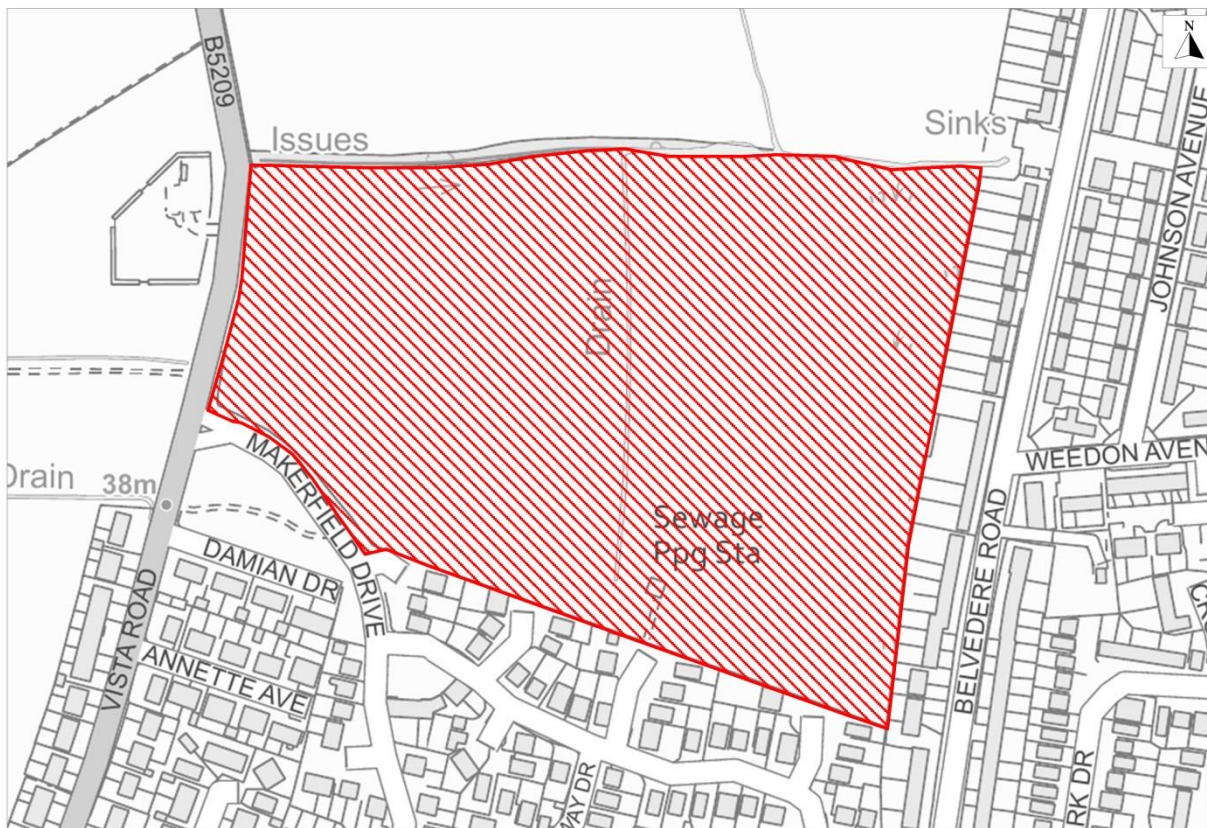 N
B5209
Issues
Sinks
JOHNSON AVENUE
Drain
MAKERFIELD DRIVE
WEEDON AVEN
Drain
38m
Sewage
Ppg Sta
DAMIAN DR
BELVEDERE ROAD
VISTA ROAD
ANNETTE AVE
WAY DR
RK DR